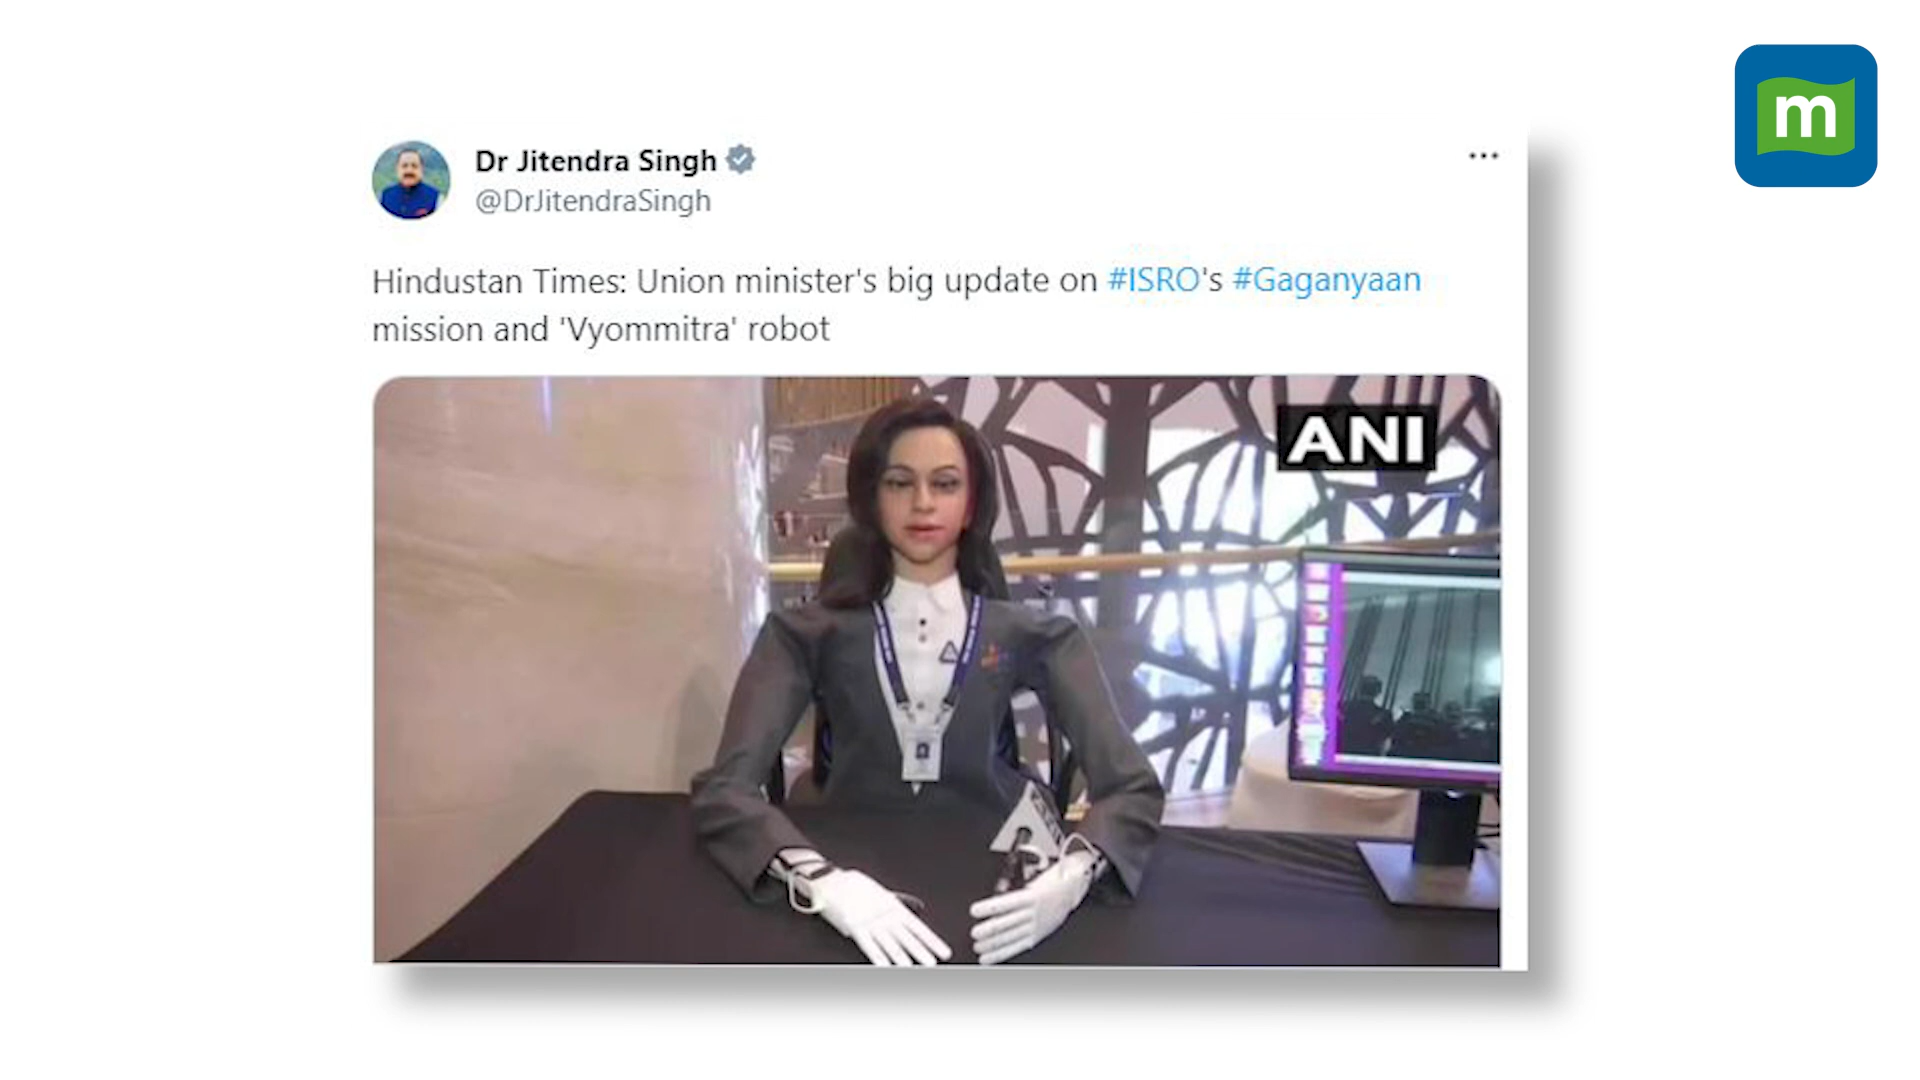 m
Dr Jitendra Singh
@DrJitendraSingh
Hindustan Times: Union minister's big update on #ISRO's #Gaganyaan
mission and 'Vyommitra' robot
ANI